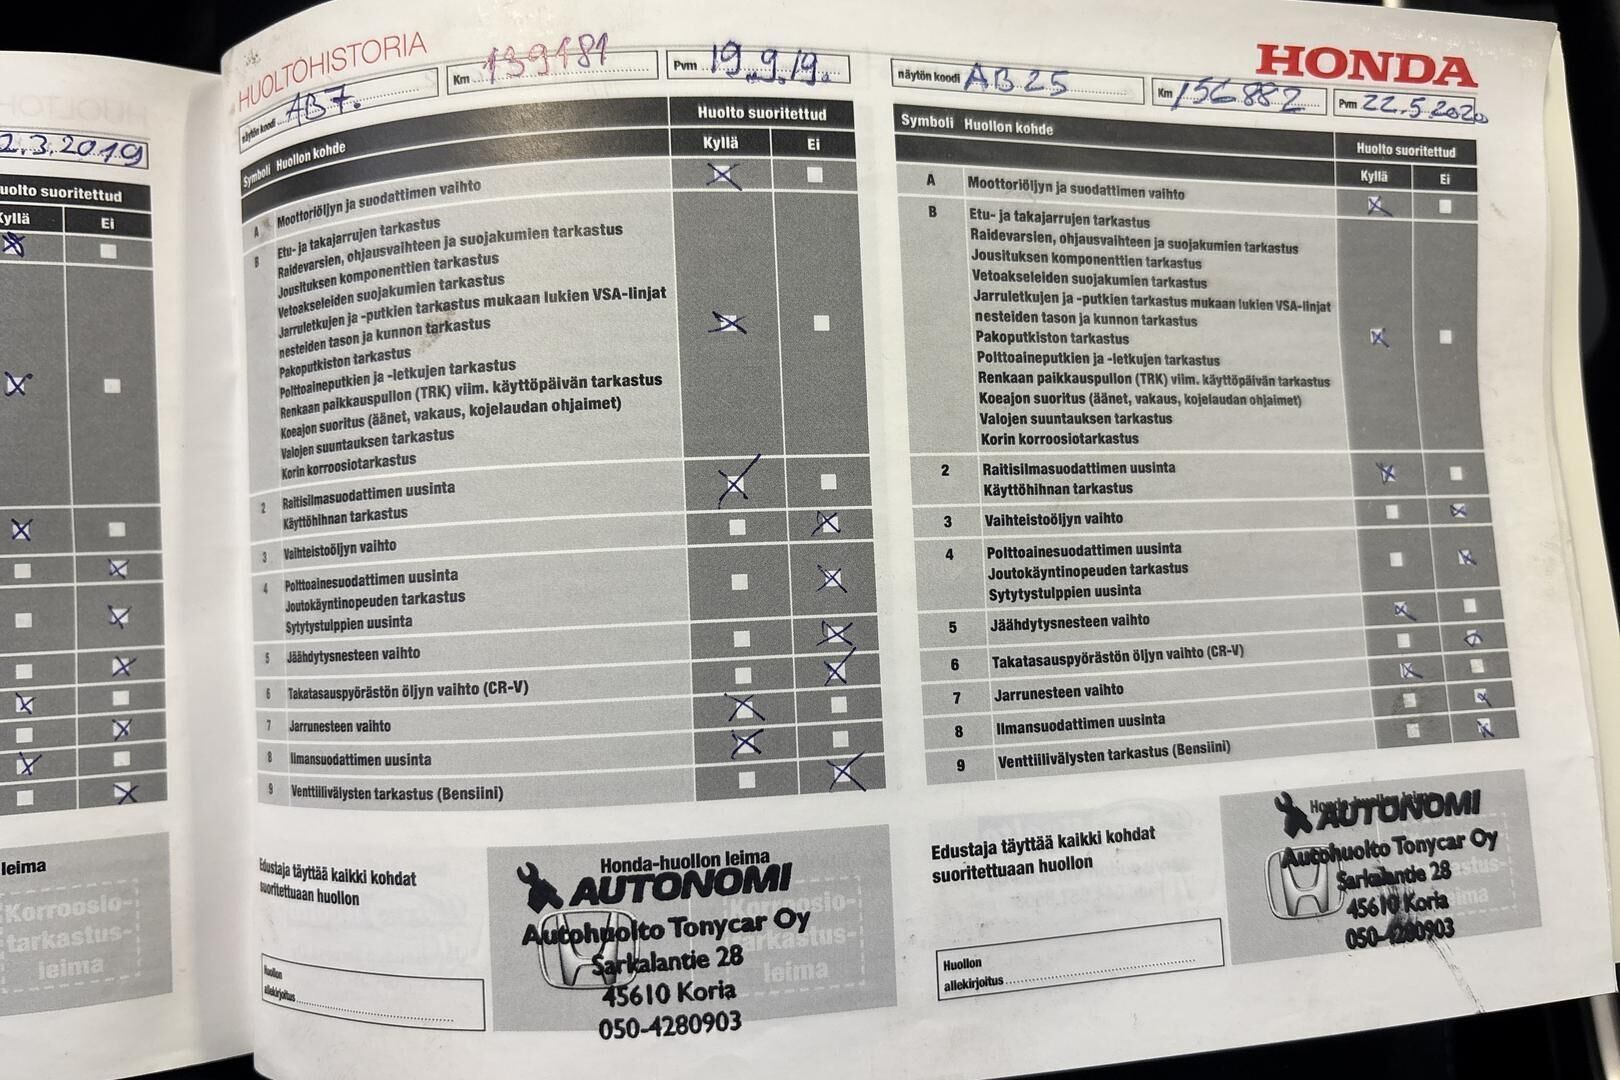 2.3.2019
uolto suoritettud
Kyllä Ei
leima
Korroosio-
tarkastus-
leima
HUOLTOHISTORIA
näytön koodi AB7.
Km 139181
Pvm 19.9.19.
Symboli Huollon kohde
Huolto suoritettud
Kyllä Ei
A Moottoriöljyn ja suodattimen vaihto
B Etu- ja takajarrujen tarkastus
Raidevarsien, ohjausvaihteen ja suojakumien tarkastus
Jousituksen komponenttien tarkastus
Vetoakseleiden suojakumien tarkastus
Jarruletkujen ja -putkien tarkastus mukaan lukien VSA-linjat
nesteiden tason ja kunnon tarkastus
Pakoputkiston tarkastus
Polttoaineputkien ja -letkujen tarkastus
Renkaan paikkauspullon (TRK) viim. käyttöpäivän tarkastus
Koeajon suoritus (äänet, vakaus, kojelaudan ohjaimet)
Valojen suuntauksen tarkastus
Korin korroosiotarkastus
2 Raitisilmasuodattimen uusinta
Käyttöhihnan tarkastus
3 Vaihteistoöljyn vaihto
4 Polttoainesuodattimen uusinta
Joutokäyntinopeuden tarkastus
Sytytystulppien uusinta
5 Jäähdytysnesteen vaihto
6 Takatasauspyörästön öljyn vaihto (CR-V)
7 Jarrunesteen vaihto
8 Ilmansuodattimen uusinta
9 Venttiilivälysten tarkastus (Bensiini)
Edustaja täyttää kaikki kohdat
suoritettuaan huollon
Huollon
allekirjoitus
Honda-huollon leima
AUTONOMI
Autohuolto Tonycar Oy
Sarkalantie 28
45610 Koria
050-4280903
HONDA
näytön koodi AB25
Km 156882
Pvm 22.5.2020
Symboli Huollon kohde
Huolto suoritettud
Kyllä Ei
A Moottoriöljyn ja suodattimen vaihto
B Etu- ja takajarrujen tarkastus
Raidevarsien, ohjausvaihteen ja suojakumien tarkastus
Jousituksen komponenttien tarkastus
Vetoakseleiden suojakumien tarkastus
Jarruletkujen ja -putkien tarkastus mukaan lukien VSA-linjat
nesteiden tason ja kunnon tarkastus
Pakoputkiston tarkastus
Polttoaineputkien ja -letkujen tarkastus
Renkaan paikkauspullon (TRK) viim. käyttöpäivän tarkastus
Koeajon suoritus (äänet, vakaus, kojelaudan ohjaimet)
Valojen suuntauksen tarkastus
Korin korroosiotarkastus
2 Raitisilmasuodattimen uusinta
Käyttöhihnan tarkastus
3 Vaihteistoöljyn vaihto
4 Polttoainesuodattimen uusinta
Joutokäyntinopeuden tarkastus
Sytytystulppien uusinta
5 Jäähdytysnesteen vaihto
6 Takatasauspyörästön öljyn vaihto (CR-V)
7 Jarrunesteen vaihto
8 Ilmansuodattimen uusinta
9 Venttiilivälysten tarkastus (Bensiini)
Edustaja täyttää kaikki kohdat
suoritettuaan huollon
Huollon
allekirjoitus
AUTONOMI
Autohuolto Tonycar Oy
Sarkalantie 28
45610 Koria
050-4280903